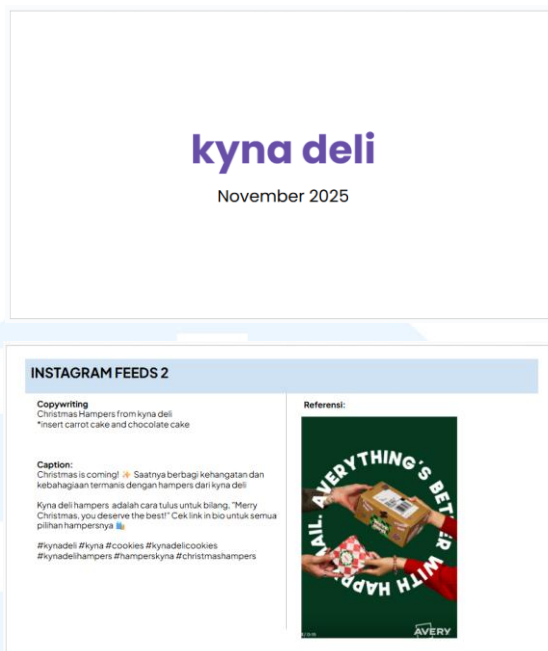 kyna deli
November 2025
INSTAGRAM FEEDS 2
Copywriting
Christmas Hampers from kyna deli
*insert carrot cake and chocolate cake
Caption:
Christmas is coming! ✨ Saatnya berbagi kehangatan dan
kebahagiaan termanis dengan hampers dari kyna deli
Kyna deli hampers adalah cara tulus untuk bilang, "Merry
Christmas, you deserve the best!" Cek link in bio untuk semua
pilihan hampersnya 🛍️
#kynadeli #kyna #cookies #kynadelicookies
#kynadelihampers #hamperskyna #christmashampers
Referensi:
AVERYTHING'S BETTER WITH HAPPI MAIL.
AVERY